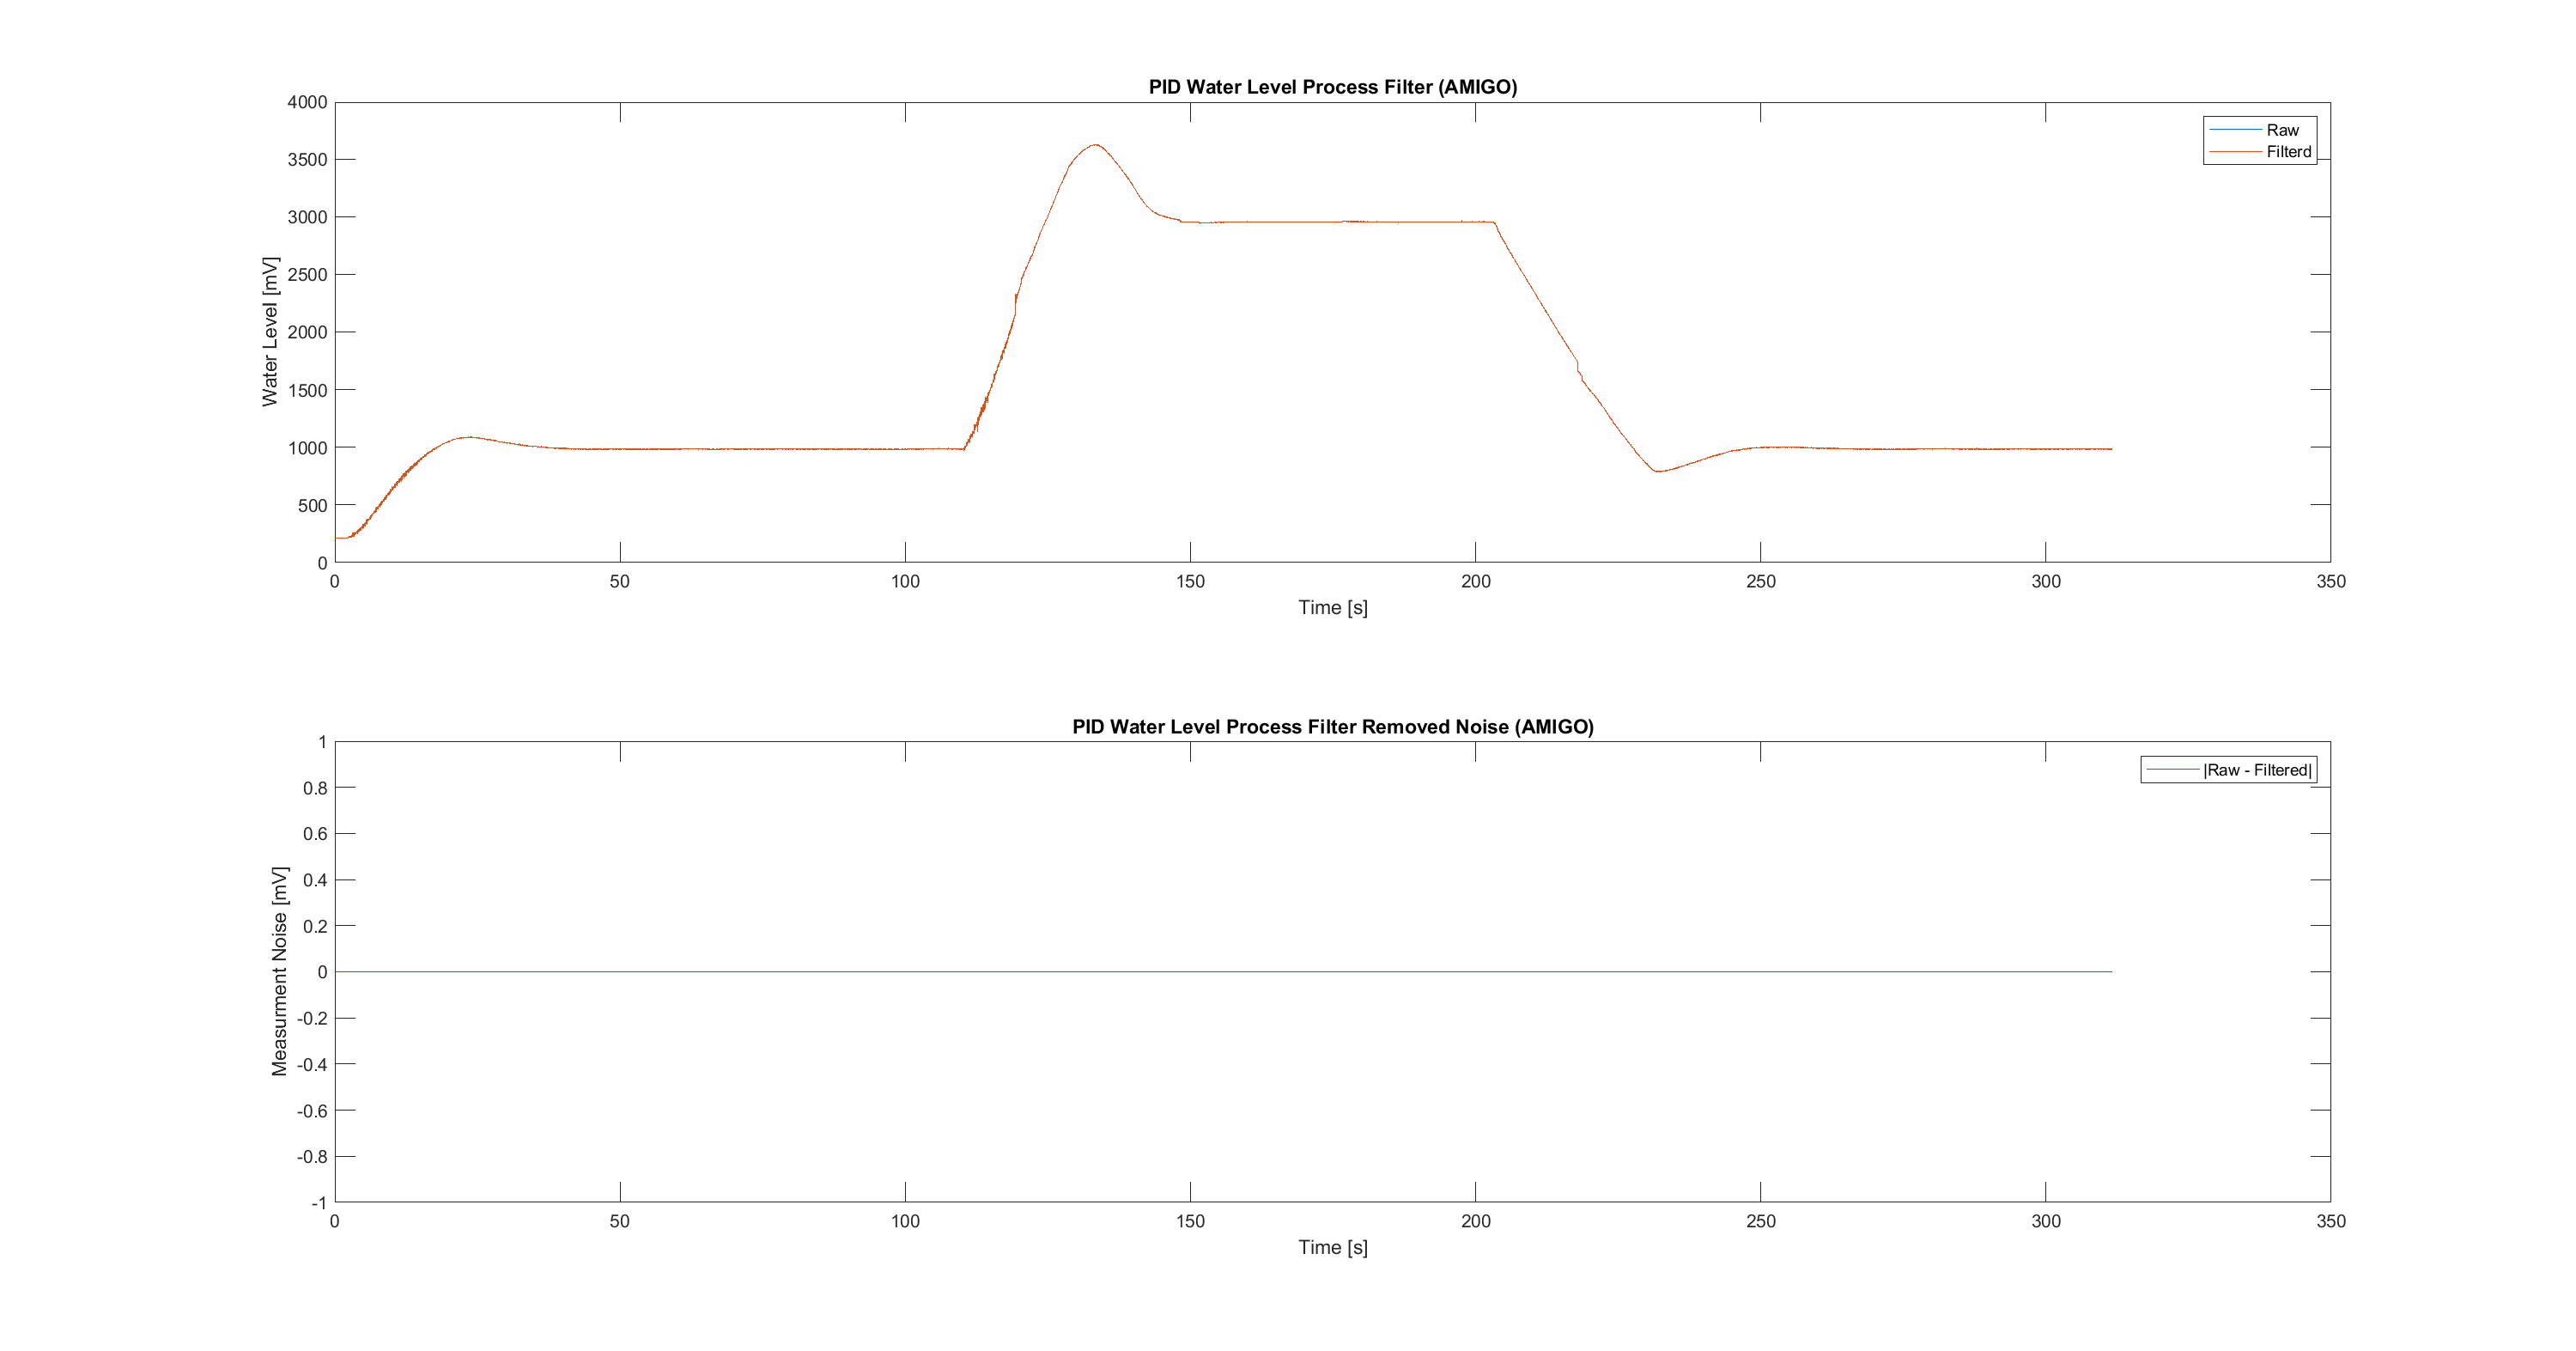 PID Water Level Process Filter (AMIGO)
4000
3500
3000
2500
2000
1500
1000
500
0
Water Level [mV]
Raw
Filterd
0 50 100 150 200 250 300 350
Time [s]
PID Water Level Process Filter Removed Noise (AMIGO)
1
0.8
0.6
0.4
0.2
0
-0.2
-0.4
-0.6
-0.8
-1
Measurment Noise [mV]
|Raw - Filtered|
0 50 100 150 200 250 300 350
Time [s]